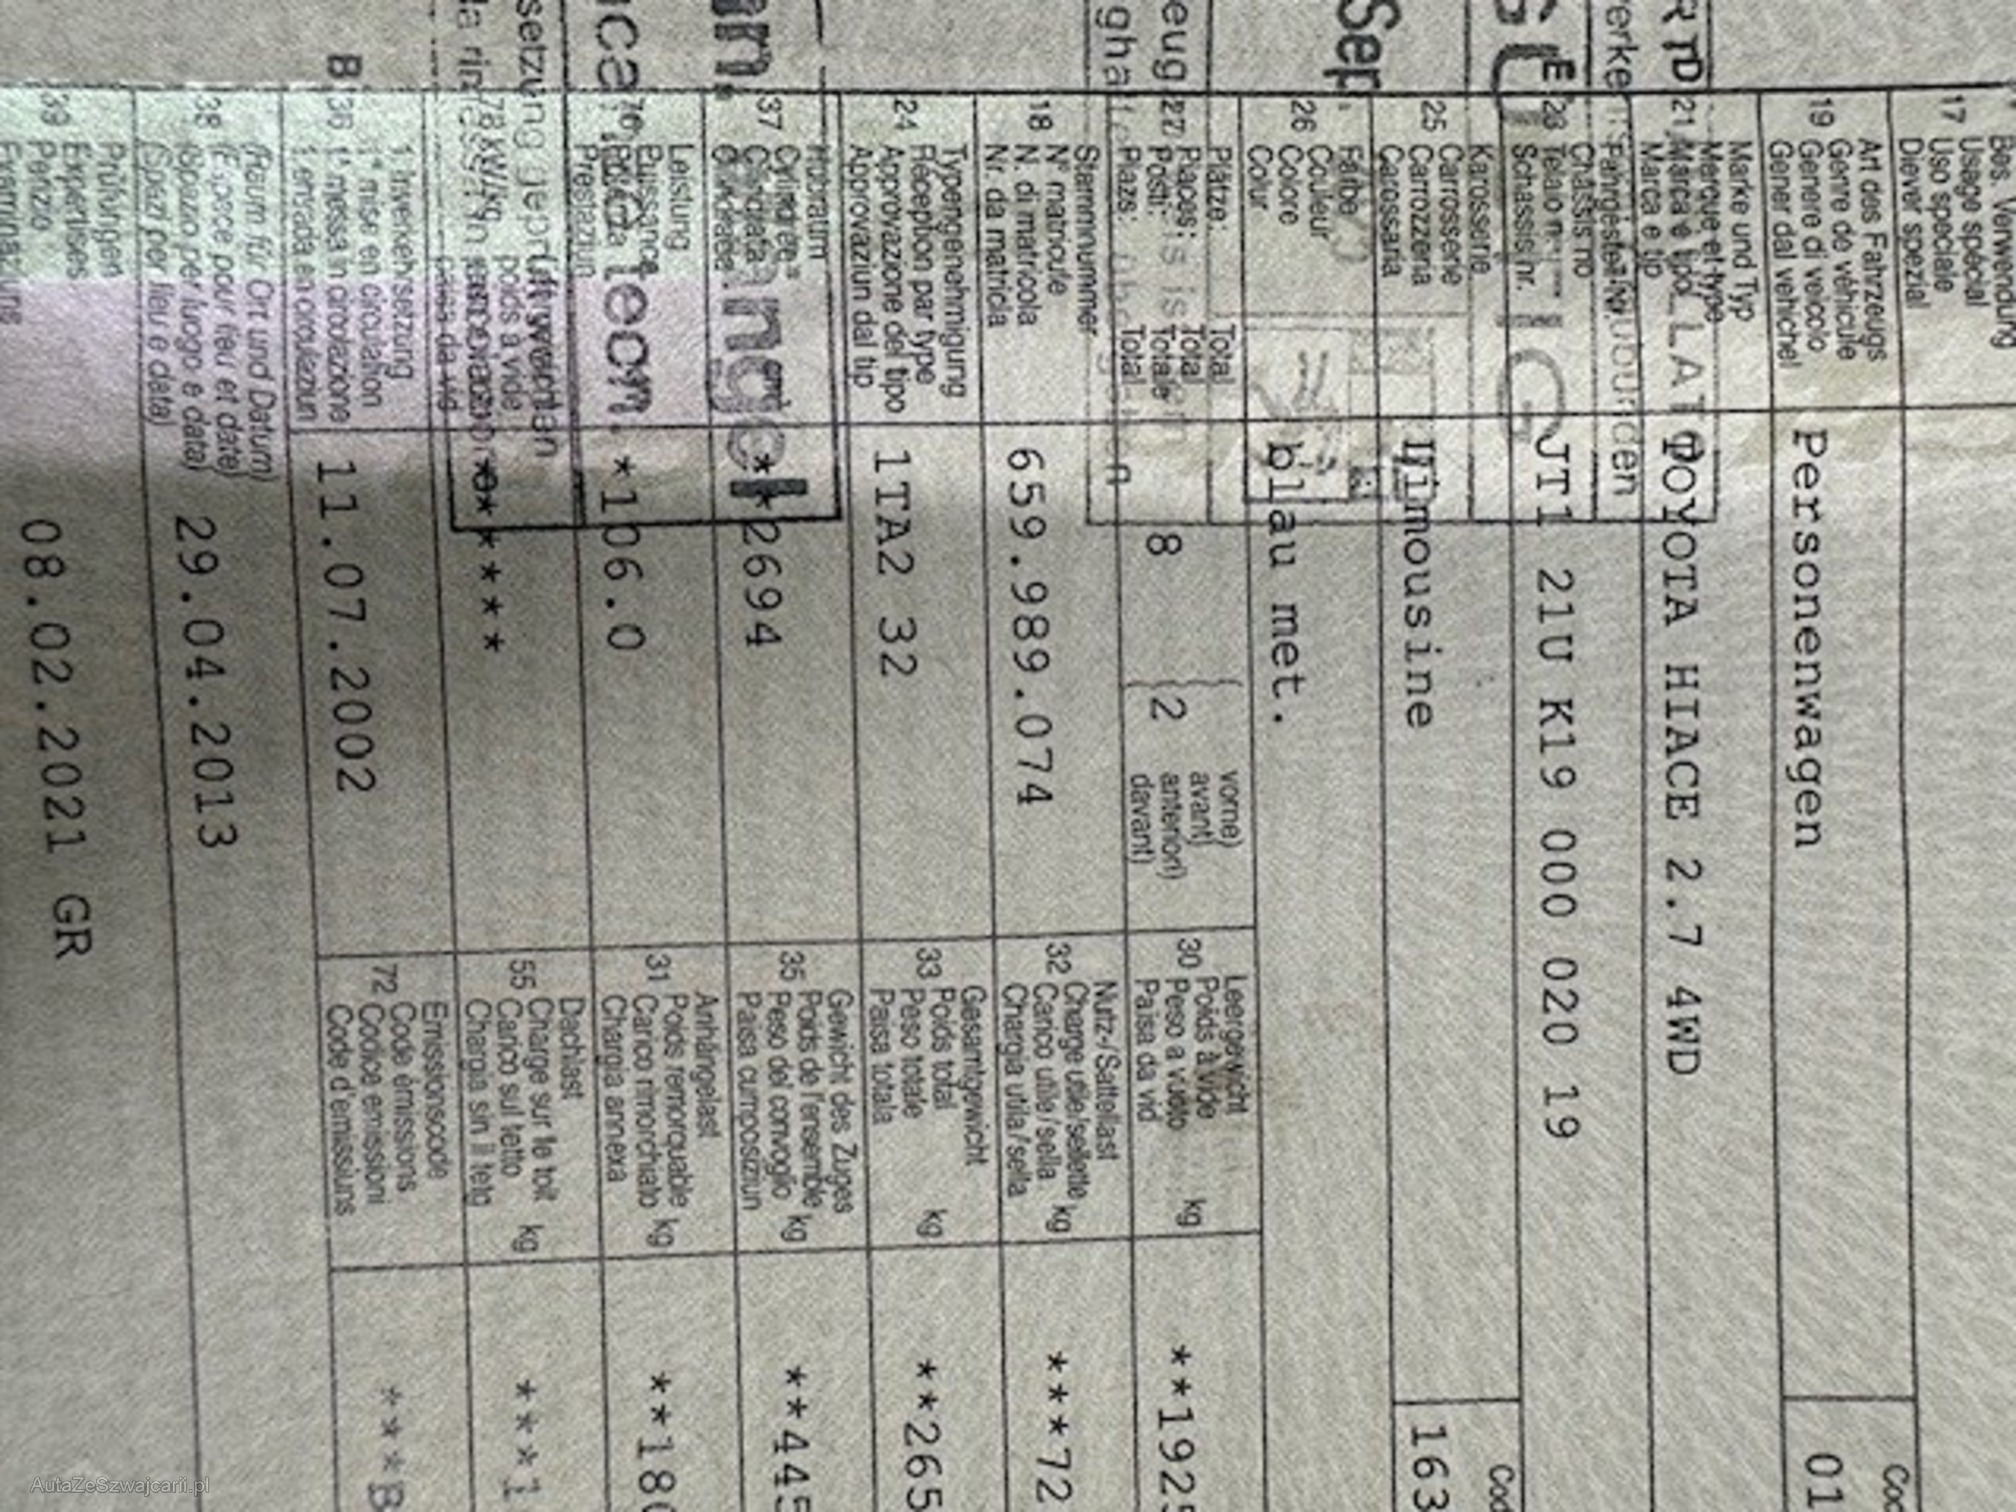 Bes. Verwendung
Usage spécial
17 Uso speciale
Diever spezial
Art des Fahrzeugs
Genre de véhicule
19 Genere di veicolo
Gener dal vehichel
Personenwagen
01
Marke und Typ
Marque et type
21 Marca e tipo
Marca e tip
TOYOTA HIACE 2.7 4WD
Châssis no
23 Telaio n.
Schassis nr.
JT1 21U K19 000 020 19
Karosserie
Carrosserie
25 Carrozzeria
Carossaria
Limousine
163
Farbe
Couleur
26 Colore
Colur
blau met.
Plätze: Total
Places: Total
27 Posti: Totale
Plazs: Total
8
2
vorne)
avant)
anteriori)
davant)
Leergewicht
Poids à vide
30 Peso a vuoto kg
Paisa da vid
**192
Stammnummer
N° matricule
18 N. di matricola
Nr. da matricla
659.989.074
Nutz-/Sattellast
Charge utile/sellette
32 Carico utile/sella kg
Chargia utila/sella
***72
Typengenehmigung
Réception par type
24 Approvazione del tipo
Approvaziun dal tip
1TA2 32
Gesamtgewicht
Poids total
33 Peso totale kg
Paisa totala
**265
Hubraum
37 Cylindrée cm³
**2694
Gewicht des Zuges
Poids de l'ensemble
35 Peso del convoglio kg
Paisa cumposiziun
**445
Leistung
Puissance
Prestaziun
*106.0
Anhängelast
Poids remorquable
31 Carico rimorchiato kg
Chargia annexa
**18
Dachlast
Charge sur le toit
55 Carico sul tetto kg
Chargia sin il tetg
***1
1. Inverkehrsetzung
1re mise en circulation
36 1a messa in circolazione
1. entrada en circulaziun
11.07.2002
Emissionscode
Code émissions
72 Codice emissioni
Code d'emissiuns
***B
(Raum für Ort und Datum)
(Espace pour lieu et date)
38 (Spazio per luogo e data)
(Spazi per lieu e data)
29.04.2013
Prüfungen
Expertises
39 Perizie
08.02.2021 GR
AutaZeSzwajcarii.pl